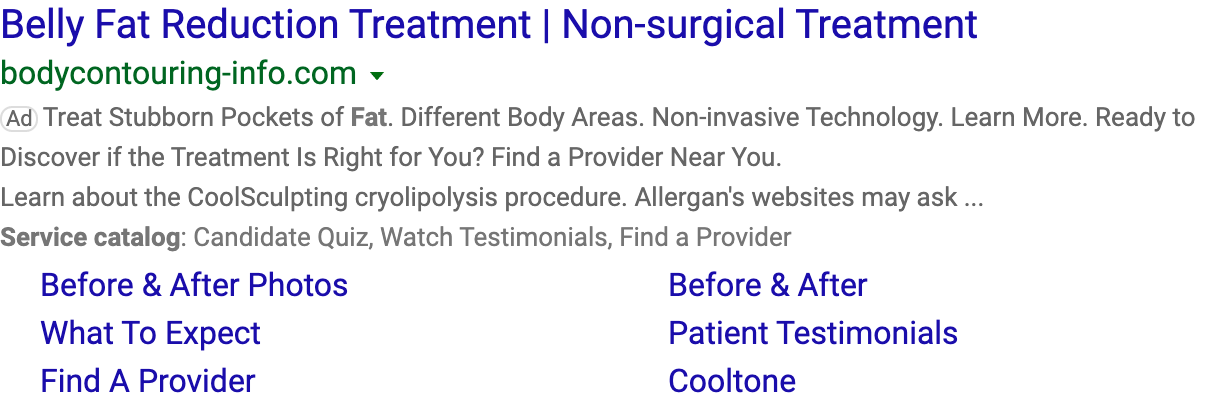 Belly Fat Reduction Treatment | Non-surgical Treatment
bodycontouring-info.com
Ad Treat Stubborn Pockets of Fat. Different Body Areas. Non-invasive Technology. Learn More. Ready to
Discover if the Treatment Is Right for You? Find a Provider Near You.
Learn about the CoolSculpting cryolipolysis procedure. Allergan's websites may ask ...
Service catalog: Candidate Quiz, Watch Testimonials, Find a Provider
Before & After Photos Before & After
What To Expect Patient Testimonials
Find A Provider Cooltone